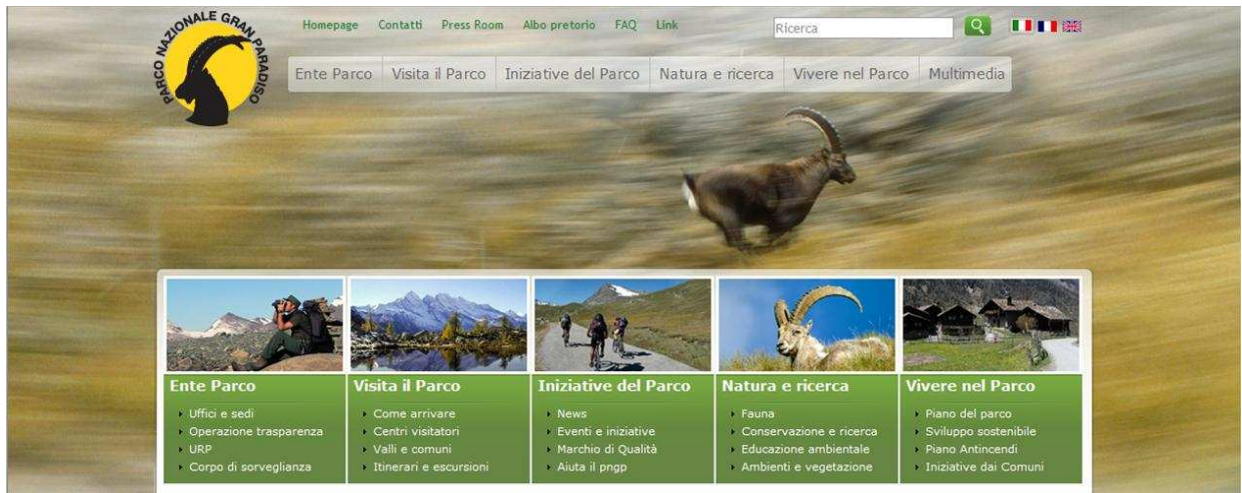 PARCO NAZIONALE GRAN PARADISO
Homepage Contatti Press Room Albo pretorio FAQ Link
Ricerca
Ente Parco Visita il Parco Iniziative del Parco Natura e ricerca Vivere nel Parco Multimedia
Ente Parco
Uffici e sedi
Operazione trasparenza
URP
Corpo di sorveglianza
Visita il Parco
Come arrivare
Centri visitatori
Valli e comuni
Itinerari e escursioni
Iniziative del Parco
News
Eventi e iniziative
Marchio di Qualità
Aiuta il pngp
Natura e ricerca
Fauna
Conservazione e ricerca
Educazione ambientale
Ambienti e vegetazione
Vivere nel Parco
Piano del parco
Sviluppo sostenibile
Piano Antincendi
Iniziative dai Comuni